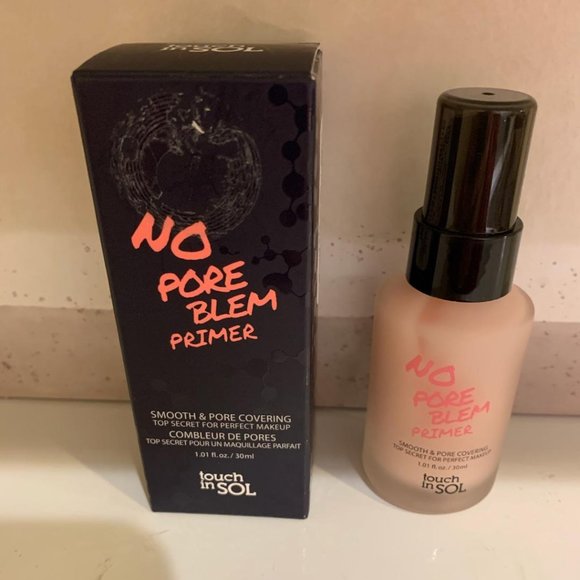 touch
in SOL
NO
PORE
BLEM
PRIMER
SMOOTH & PORE COVERING
TOP SECRET FOR PERFECT MAKEUP
COMBLEUR DE PORES
TOP SECRET POUR UN MAQUILLAGE PARFAIT
1.01 fl.oz. / 30ml
touch
in SOL
NO
PORE
BLEM
PRIMER
SMOOTH & PORE COVERING
TOP SECRET FOR PERFECT MAKEUP
1.01 fl.oz. / 30ml
touch
in SOL